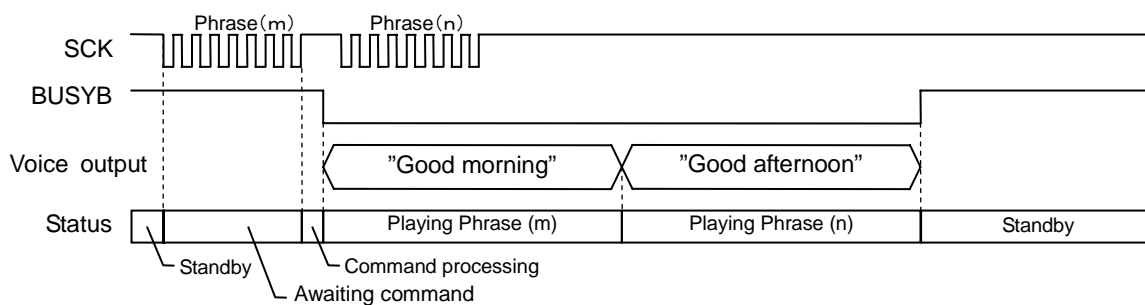 Phrase(m) Phrase(n)
SCK
BUSYB
Voice output "Good morning" "Good afternoon"
Status Playing Phrase (m) Playing Phrase (n) Standby
Standby Command processing
Awaiting command